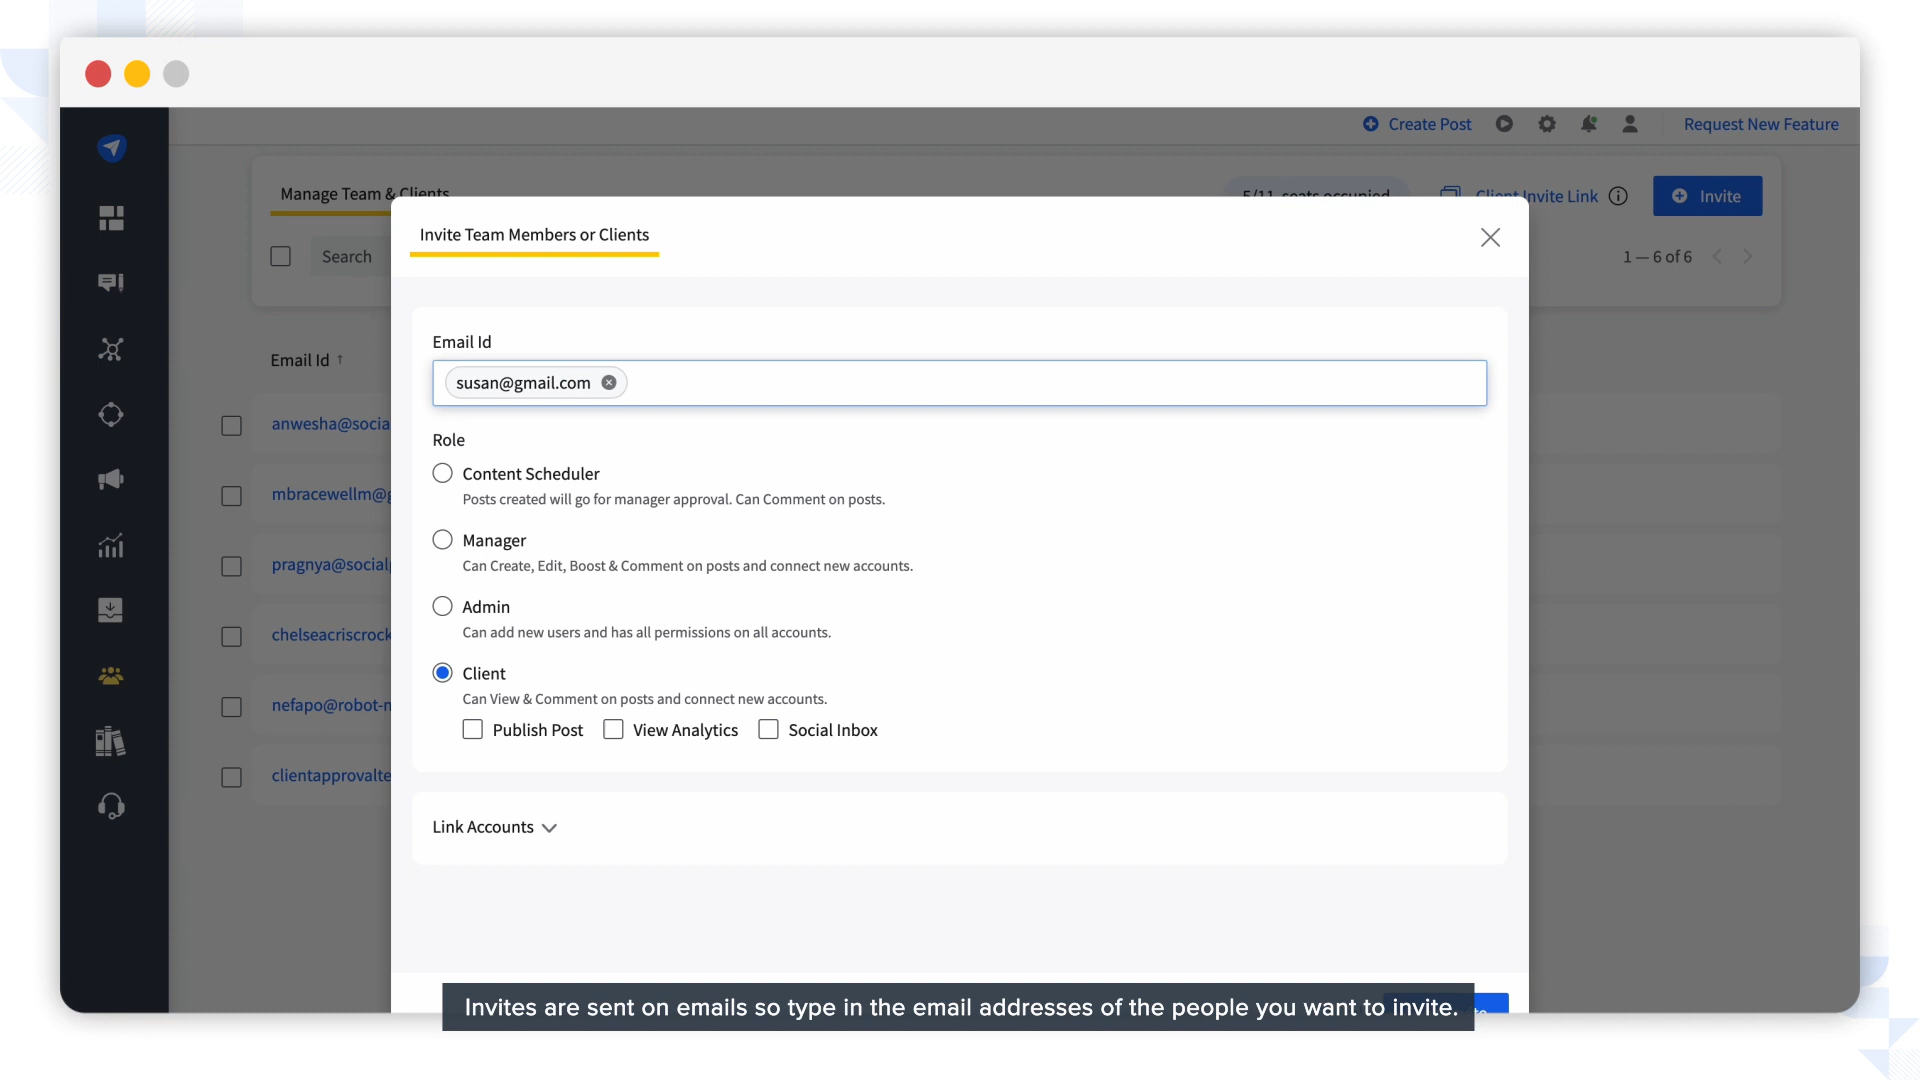 Create Post
Request New Feature
Manage Team & Clients
5/11 seats occupied
Client Invite Link
Invite
Invite Team Members or Clients
Search
1 — 6 of 6
Email Id
susan@gmail.com
Email Id ↑
anwesha@socia
Role
Content Scheduler
Posts created will go for manager approval. Can Comment on posts.
mbracewellm@g
Manager
Can Create, Edit, Boost & Comment on posts and connect new accounts.
pragnya@social
Admin
Can add new users and has all permissions on all accounts.
chelseacriscrock
Client
Can View & Comment on posts and connect new accounts.
nefapo@robot-n
Publish Post View Analytics Social Inbox
clientapprovalte
Link Accounts
Invites are sent on emails so type in the email addresses of the people you want to invite.